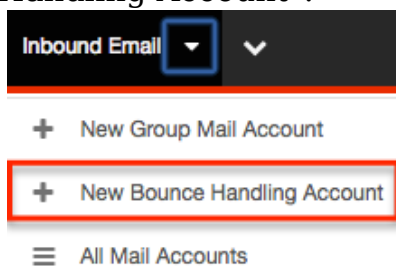 Handling Account".
Inbound Email
New Group Mail Account
New Bounce Handling Account
All Mail Accounts